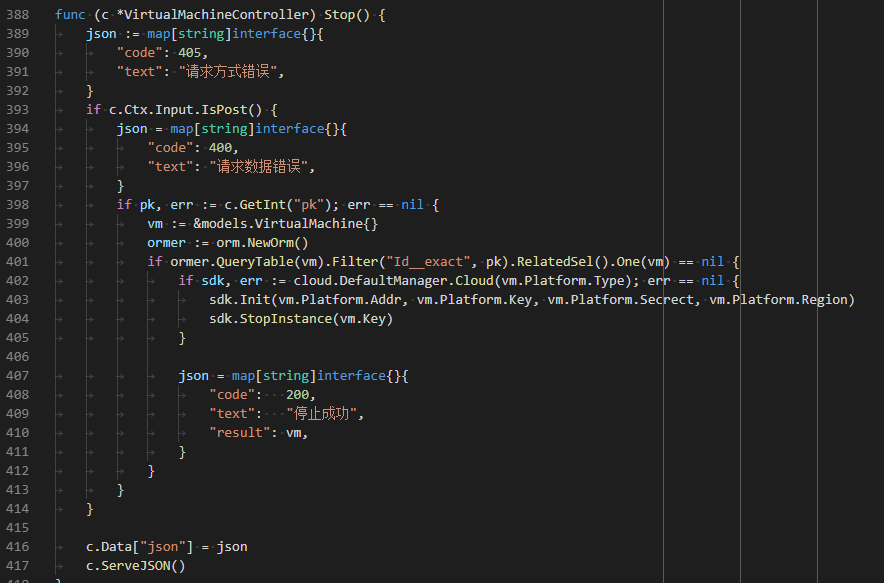 388 func (c *VirtualMachineController) Stop() {
389 json := map[string]interface{}{
390 "code": 405,
391 "text": "请求方式错误",
392 }
393 if c.Ctx.Input.IsPost() {
394 json = map[string]interface{}{
395 "code": 400,
396 "text": "请求数据错误",
397 }
398 if pk, err := c.GetInt("pk"); err == nil {
399 vm := &models.VirtualMachine{}
400 ormer := orm.NewOrm()
401 if ormer.QueryTable(vm).Filter("Id__exact", pk).RelatedSel().One(vm) == nil {
402 if sdk, err := cloud.DefaultManager.Cloud(vm.Platform.Type); err == nil {
403 sdk.Init(vm.Platform.Addr, vm.Platform.Key, vm.Platform.Secrect, vm.Platform.Region)
404 sdk.StopInstance(vm.Key)
405 }
406
407 json = map[string]interface{}{
408 "code": 200,
409 "text": "停止成功",
410 "result": vm,
411 }
412 }
413 }
414 }
415
416 c.Data["json"] = json
417 c.ServeJSON()